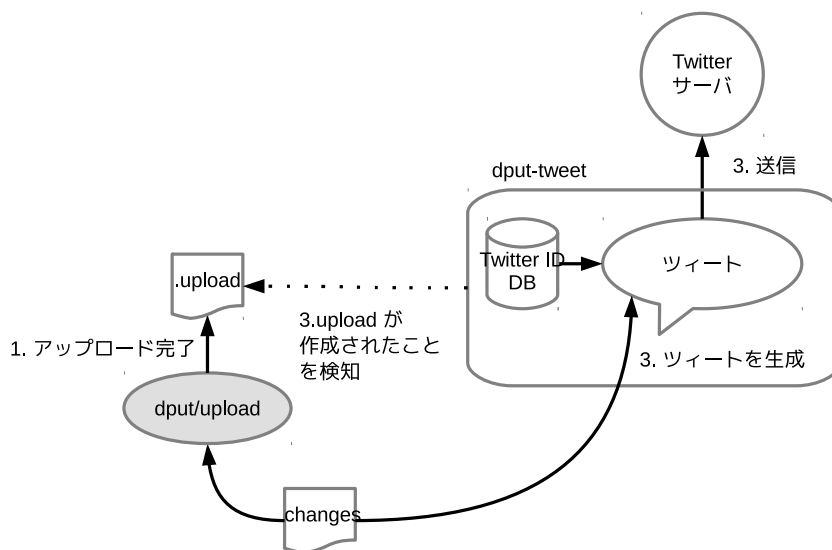 Twitter
サーバ
3. 送信
dput-tweet
Twitter ID
DB
ツィート
.upload
3.upload が
作成されたこと
を検知
1. アップロード完了
3. ツィートを生成
dput/upload
changes